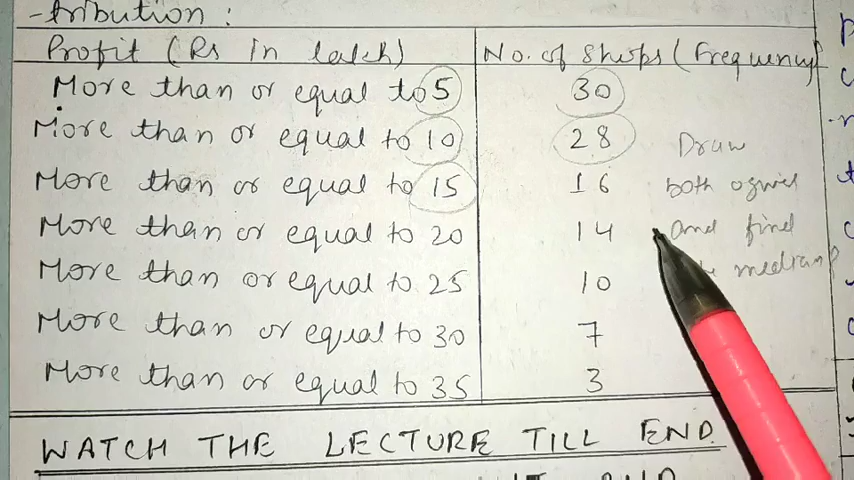 -tribution:
Profit (Rs in lakh) No. of Shops (Frequency)
More than or equal to 5 30
More than or equal to 10 28
More than or equal to 15 16
More than or equal to 20 14
More than or equal to 25 10
More than or equal to 30 7
More than or equal to 35 3
Draw
both ogives
and find
median?
WATCH THE LECTURE TILL END